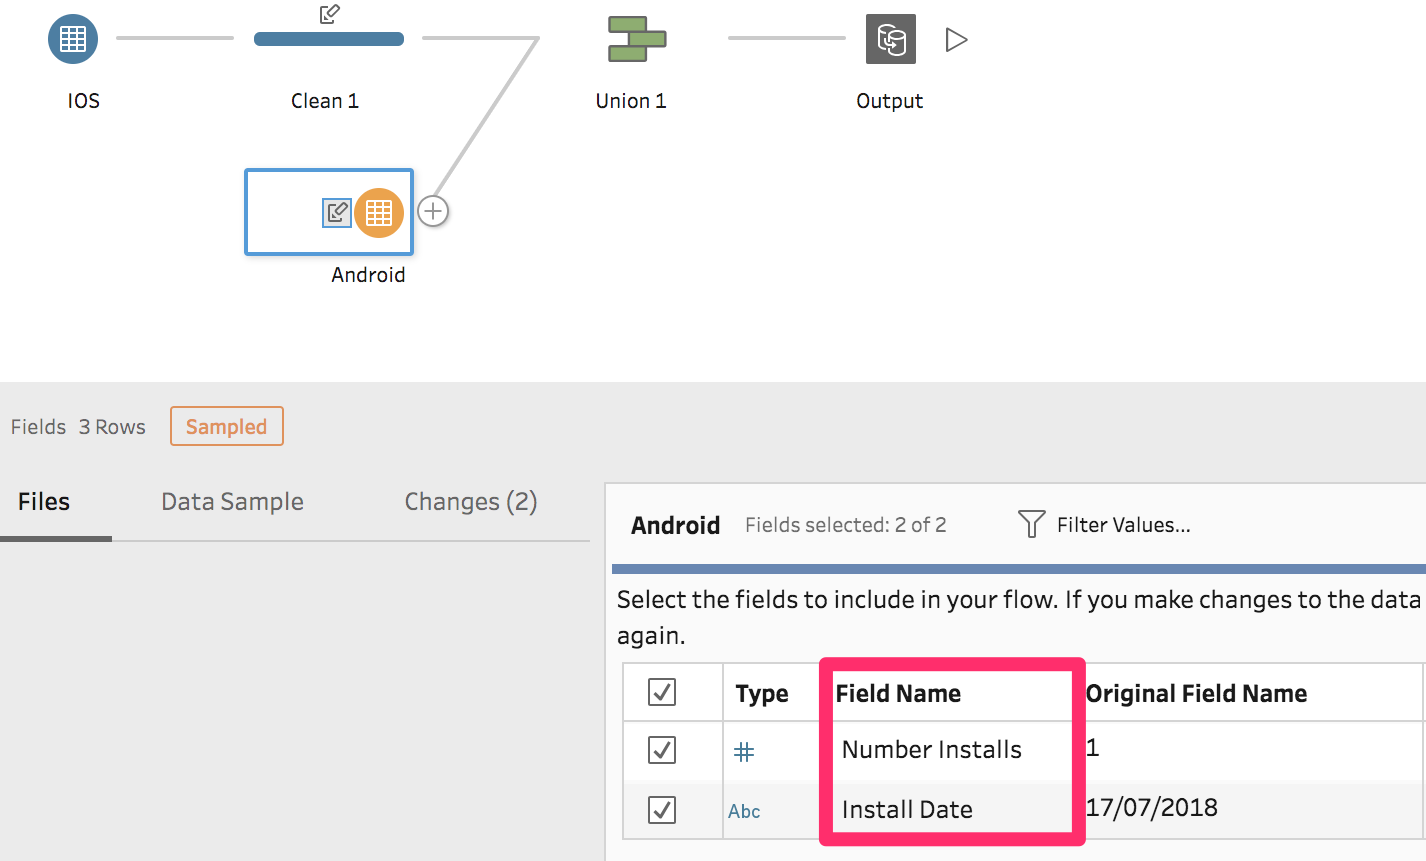 IOS
Clean 1
Union 1
Output
Android
Fields 3 Rows Sampled
Files Data Sample Changes (2)
Android Fields selected: 2 of 2 Filter Values...
Select the fields to include in your flow. If you make changes to the data
again.
Type Field Name Original Field Name
# Number Installs 1
Abc Install Date 17/07/2018